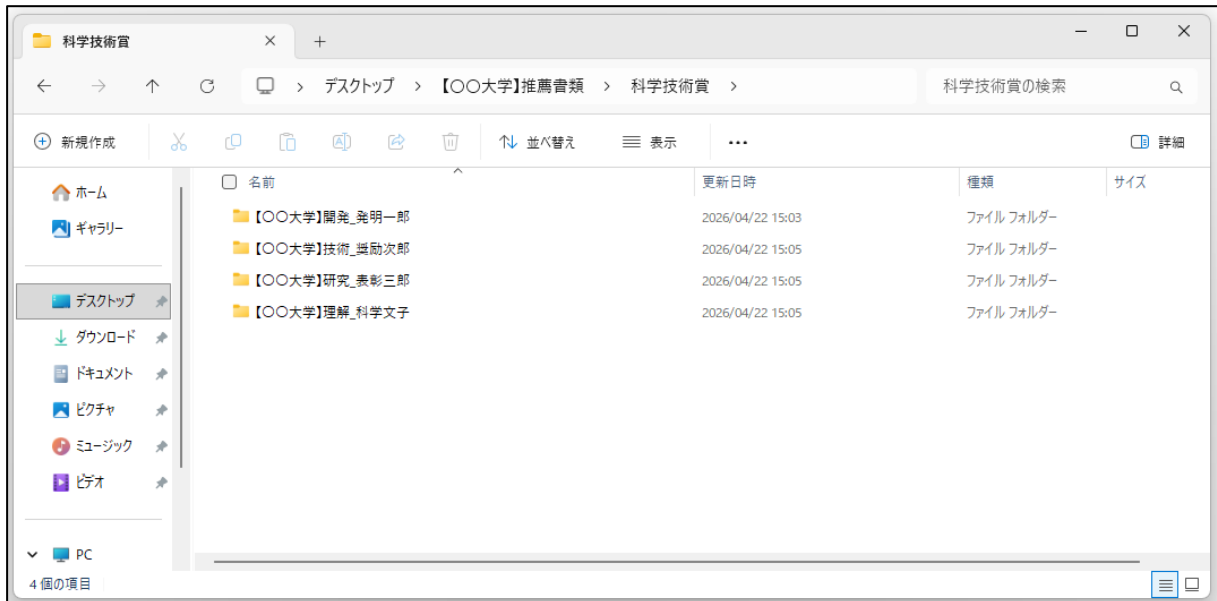 科学技術賞
デスクトップ 【〇〇大学】推薦書類 科学技術賞 科学技術賞の検索
新規作成 並べ替え 表示 詳細
名前 更新日時 種類 サイズ
ホーム
ギャラリー
デスクトップ
ダウンロード
ドキュメント
ピクチャ
ミュージック
ビデオ
PC
【〇〇大学】開発_発明一郎 2026/04/22 15:03 ファイル フォルダー
【〇〇大学】技術_奨励次郎 2026/04/22 15:05 ファイル フォルダー
【〇〇大学】研究_表彰三郎 2026/04/22 15:05 ファイル フォルダー
【〇〇大学】理解_科学文子 2026/04/22 15:05 ファイル フォルダー
4 個の項目